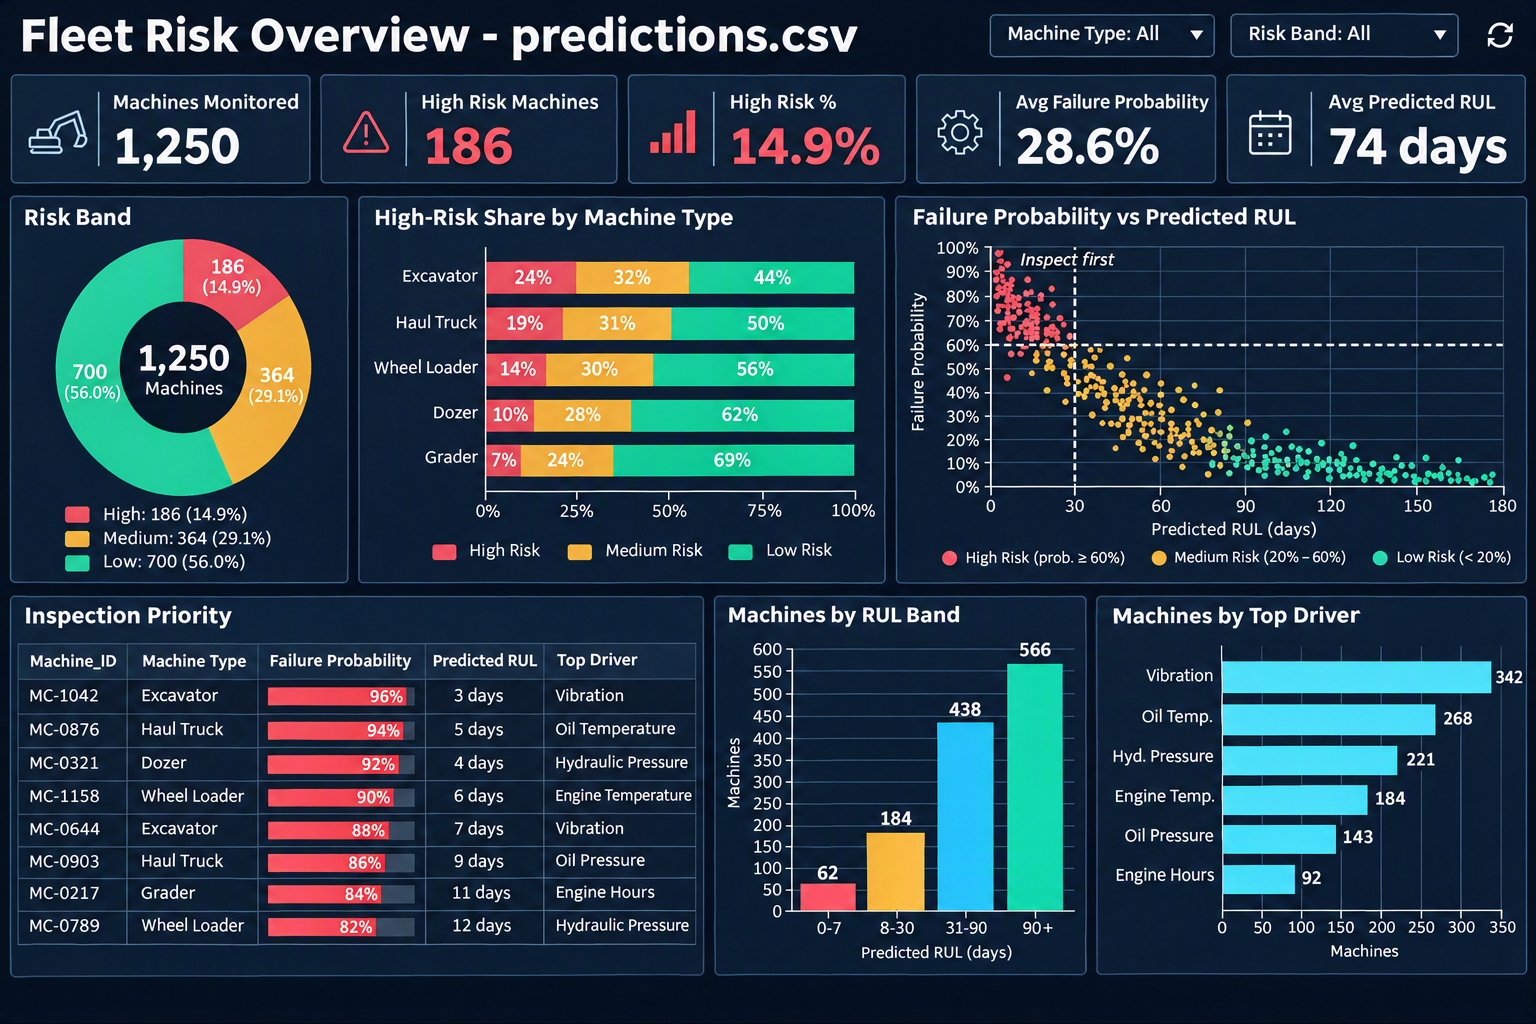 Fleet Risk Overview - predictions.csv
Machine Type: All
Risk Band: All
Machines Monitored
1,250
High Risk Machines
186
High Risk %
14.9%
Avg Failure Probability
28.6%
Avg Predicted RUL
74 days
Risk Band
186
(14.9%)
364
(29.1%)
700
(56.0%)
1,250
Machines
High: 186 (14.9%)
Medium: 364 (29.1%)
Low: 700 (56.0%)
High-Risk Share by Machine Type
Excavator 24% 32% 44%
Haul Truck 19% 31% 50%
Wheel Loader 14% 30% 56%
Dozer 10% 28% 62%
Grader 7% 24% 69%
0% 25% 50% 75% 100%
High Risk Medium Risk Low Risk
Failure Probability vs Predicted RUL
Failure Probability
100%
90%
80%
70%
60%
50%
40%
30%
20%
10%
0%
Inspect first
0 30 60 90 120 150 180
Predicted RUL (days)
High Risk (prob. ≥ 60%) Medium Risk (20% – 60%) Low Risk (< 20%)
Inspection Priority
Machine_ID Machine Type Failure Probability Predicted RUL Top Driver
MC-1042 Excavator 96% 3 days Vibration
MC-0876 Haul Truck 94% 5 days Oil Temperature
MC-0321 Dozer 92% 4 days Hydraulic Pressure
MC-1158 Wheel Loader 90% 6 days Engine Temperature
MC-0644 Excavator 88% 7 days Vibration
MC-0903 Haul Truck 86% 9 days Oil Pressure
MC-0217 Grader 84% 11 days Engine Hours
MC-0789 Wheel Loader 82% 12 days Hydraulic Pressure
Machines by RUL Band
Machines
600
550
500
450
400
350
300
250
200
150
100
50
0
62
184
438
566
0-7 8-30 31-90 90+
Predicted RUL (days)
Machines by Top Driver
Vibration 342
Oil Temp. 268
Hyd. Pressure 221
Engine Temp. 184
Oil Pressure 143
Engine Hours 92
0 50 100 150 200 250 300 350
Machines